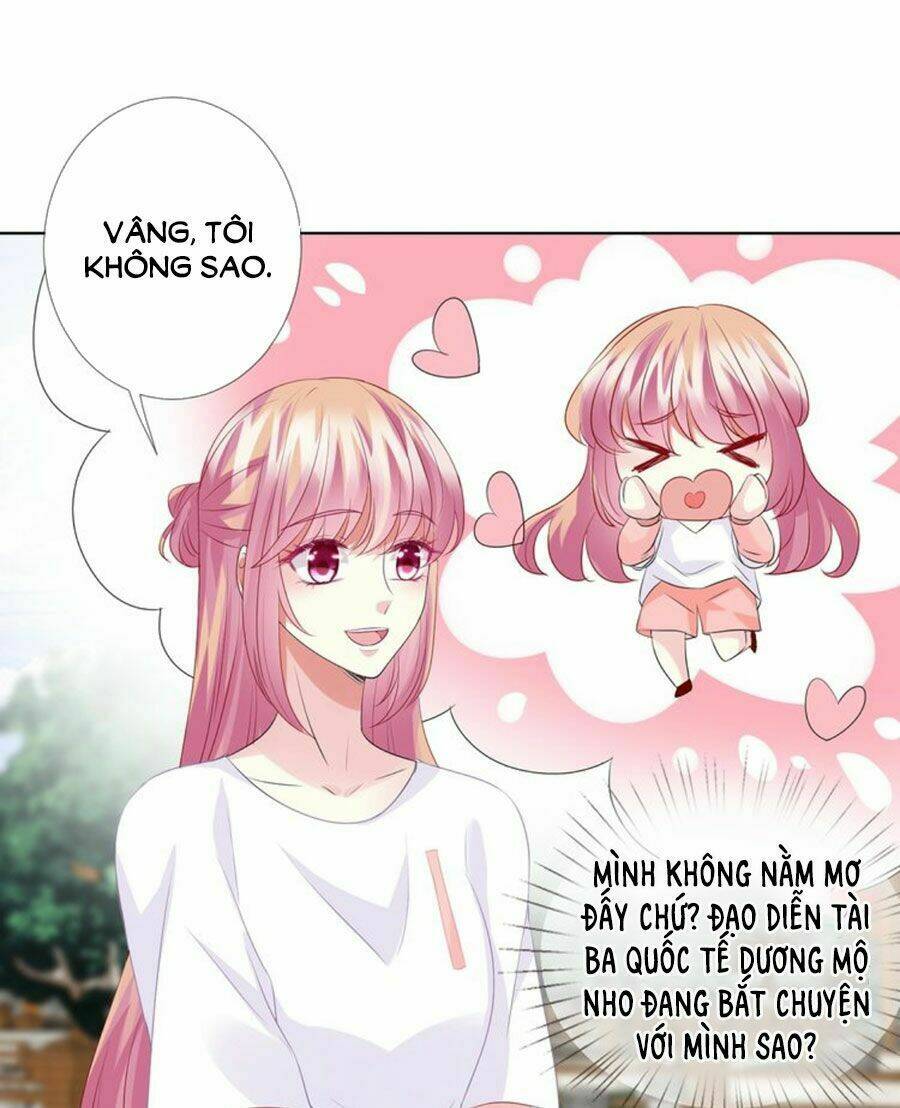 VÂNG, TÔI
KHÔNG SAO.
MÌNH KHÔNG NẰM MƠ
ĐẤY CHỨ? ĐẠO DIỄN TÀI
BA QUỐC TẾ DƯƠNG MỘ
NHO ĐANG BẮT CHUYỆN
VỚI MÌNH SAO?